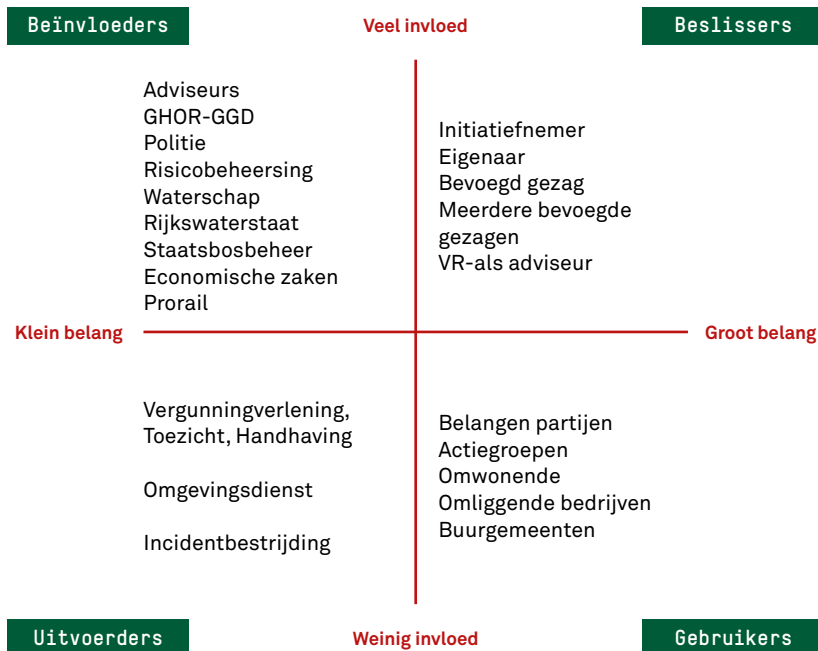 Beïnvloeders
Veel invloed
Beslissers
Adviseurs
GHOR-GGD
Politie
Risicobeheersing
Waterschap
Rijkswaterstaat
Staatsbosbeheer
Economische zaken
Prorail
Initiatiefnemer
Eigenaar
Bevoegd gezag
Meerdere bevoegde
gezagen
VR-als adviseur
Klein belang
Groot belang
Vergunningverlening,
Toezicht, Handhaving
Omgevingsdienst
Incidentbestrijding
Belangen partijen
Actiegroepen
Omwonende
Omliggende bedrijven
Buurgemeenten
Uitvoerders
Weinig invloed
Gebruikers